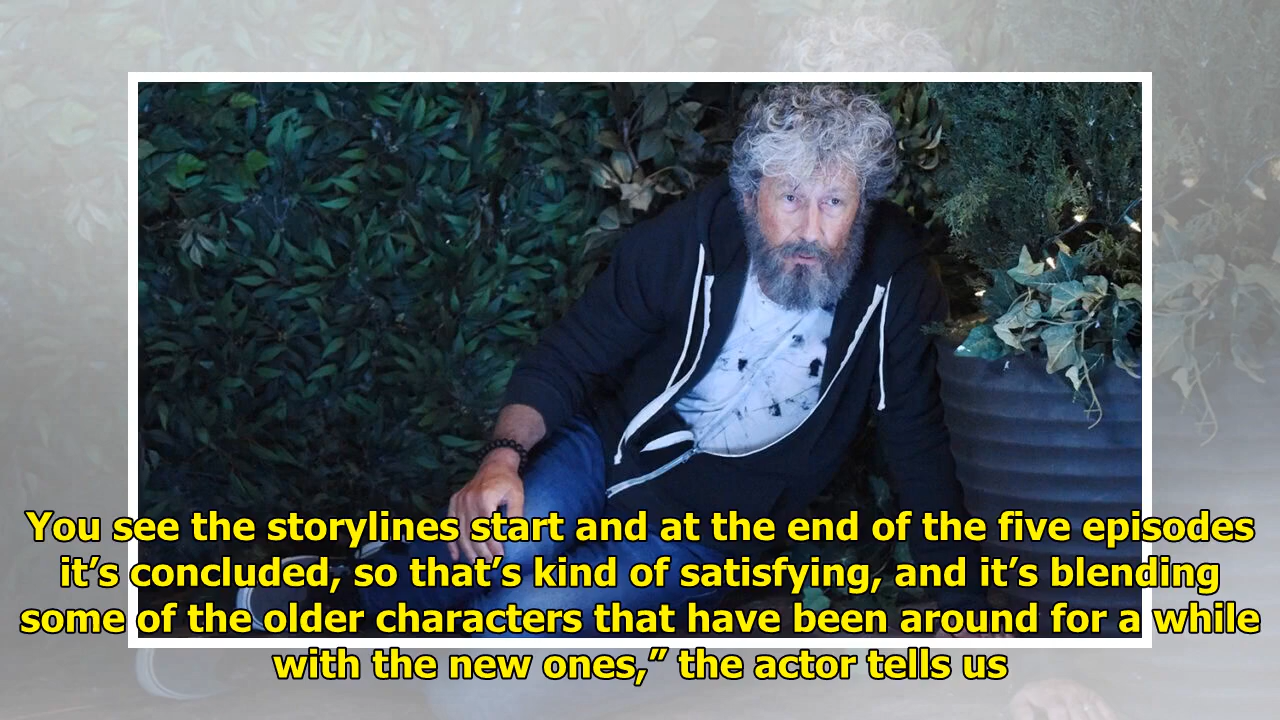 You see the storylines start and at the end of the five episodes
it’s concluded, so that’s kind of satisfying, and it’s blending
some of the older characters that have been around for a while
with the new ones,” the actor tells us